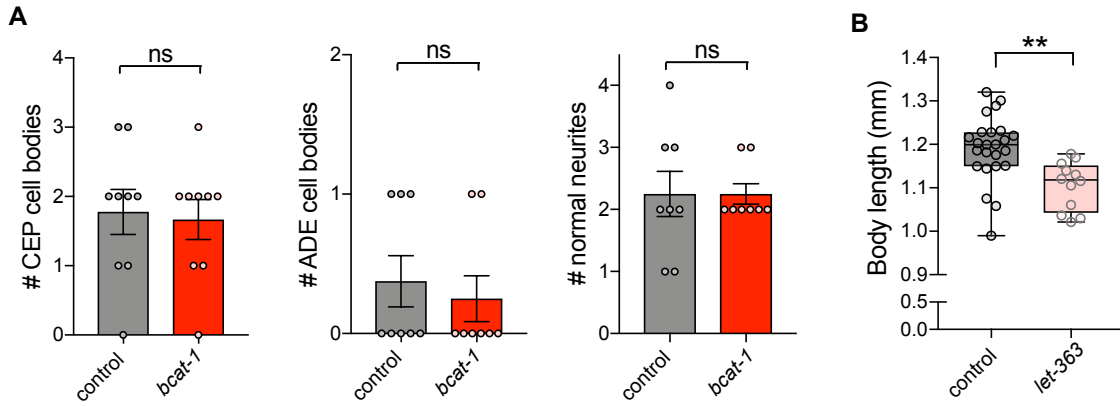 A
# CEP cell bodies
4
3
2
1
0
ns
control
bcat-1
# ADE cell bodies
2
1
0
ns
control
bcat-1
# normal neurites
4
3
2
1
0
ns
control
bcat-1
B
Body length (mm)
1.4
1.3
1.2
1.1
1.0
0.9
0.5
0.0
**
control
let-363